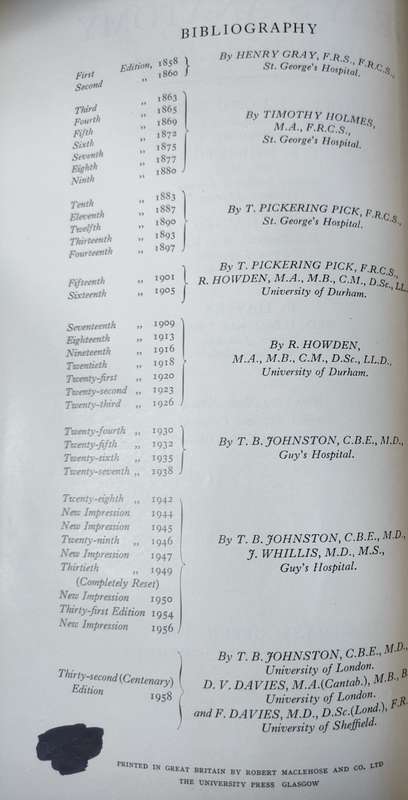 BIBLIOGRAPHY
First Edition, 1858
Second ,, 1860
By HENRY GRAY, F.R.S., F.R.C.S.,
St. George's Hospital.
Third ,, 1863
Fourth ,, 1865
Fifth ,, 1869
Sixth ,, 1872
Seventh ,, 1875
Eighth ,, 1877
Ninth ,, 1880
By TIMOTHY HOLMES,
M.A., F.R.C.S.,
St. George's Hospital.
Tenth ,, 1883
Eleventh ,, 1887
Twelfth ,, 1890
Thirteenth ,, 1893
Fourteenth ,, 1897
By T. PICKERING PICK, F.R.C.S.,
St. George's Hospital.
Fifteenth ,, 1901
Sixteenth ,, 1905
By T. PICKERING PICK, F.R.C.S.,
R. HOWDEN, M.A., M.B., C.M., D.Sc., LL.D.,
University of Durham.
Seventeenth ,, 1909
Eighteenth ,, 1913
Nineteenth ,, 1916
Twentieth ,, 1918
Twenty-first ,, 1920
Twenty-second ,, 1923
Twenty-third ,, 1926
By R. HOWDEN,
M.A., M.B., C.M., D.Sc., LL.D.,
University of Durham.
Twenty-fourth ,, 1930
Twenty-fifth ,, 1932
Twenty-sixth ,, 1935
Twenty-seventh ,, 1938
By T. B. JOHNSTON, C.B.E., M.D.,
Guy's Hospital.
Twenty-eighth ,, 1942
New Impression 1944
New Impression 1945
Twenty-ninth ,, 1946
New Impression 1947
Thirtieth ,, 1949
(Completely Reset)
New Impression 1950
Thirty-first Edition 1954
New Impression 1956
By T. B. JOHNSTON, C.B.E., M.D.,
J. WHILLIS, M.D., M.S.,
Guy's Hospital.
Thirty-second (Centenary)
Edition 1958
By T. B. JOHNSTON, C.B.E., M.D.,
University of London.
D. V. DAVIES, M.A.(Cantab.), M.B., B.
University of London.
and F. DAVIES, M.D., D.Sc.(Lond.), F.R.
University of Sheffield.
PRINTED IN GREAT BRITAIN BY ROBERT MACLEHOSE AND CO. LTD
THE UNIVERSITY PRESS GLASGOW